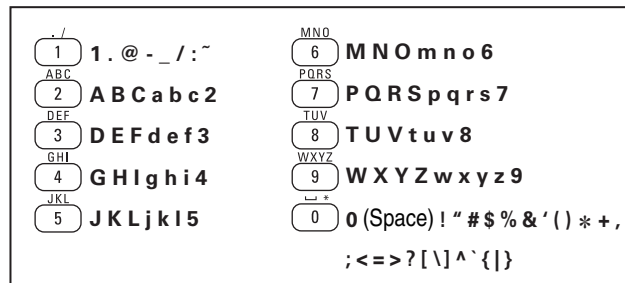 . /
1 1 . @ - _ / : ~
ABC
2 A B C a b c 2
DEF
3 D E F d e f 3
GHI
4 G H I g h i 4
JKL
5 J K L j k l 5
MNO
6 M N O m n o 6
PQRS
7 P Q R S p q r s 7
TUV
8 T U V t u v 8
WXYZ
9 W X Y Z w x y z 9
␣ *
0 0 (Space) ! " # $ % & ' ( ) * + ,
; < = > ? [ \ ] ^ ` { | }